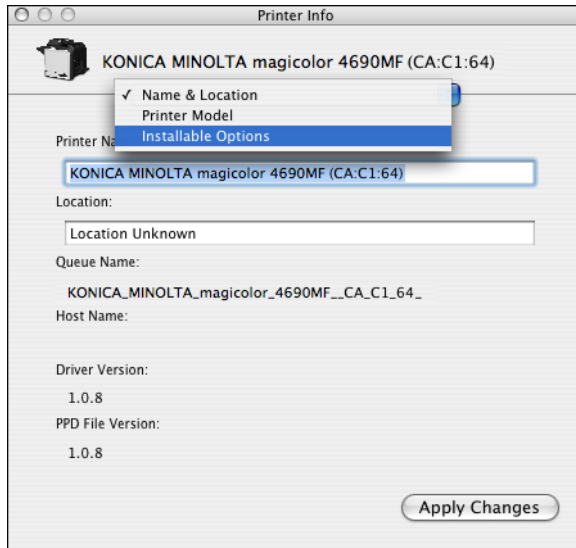 Printer Info
KONICA MINOLTA magicolor 4690MF (CA:C1:64)
✓ Name & Location
Printer Model
Installable Options
Printer Na
KONICA MINOLTA magicolor 4690MF (CA:C1:64)
Location:
Location Unknown
Queue Name:
KONICA_MINOLTA_magicolor_4690MF__CA_C1_64_
Host Name:
Driver Version:
1.0.8
PPD File Version:
1.0.8
Apply Changes